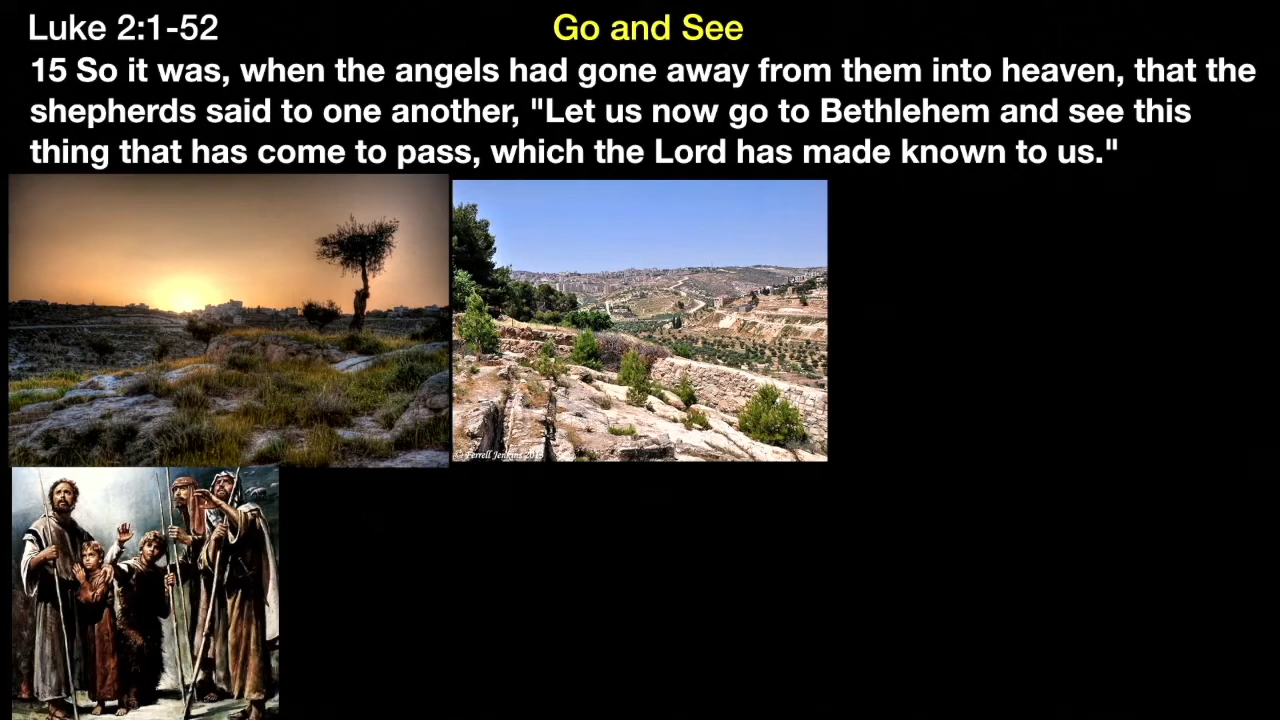 Luke 2:1-52
Go and See
15 So it was, when the angels had gone away from them into heaven, that the
shepherds said to one another, "Let us now go to Bethlehem and see this
thing that has come to pass, which the Lord has made known to us."
© Ferrell Jenkins